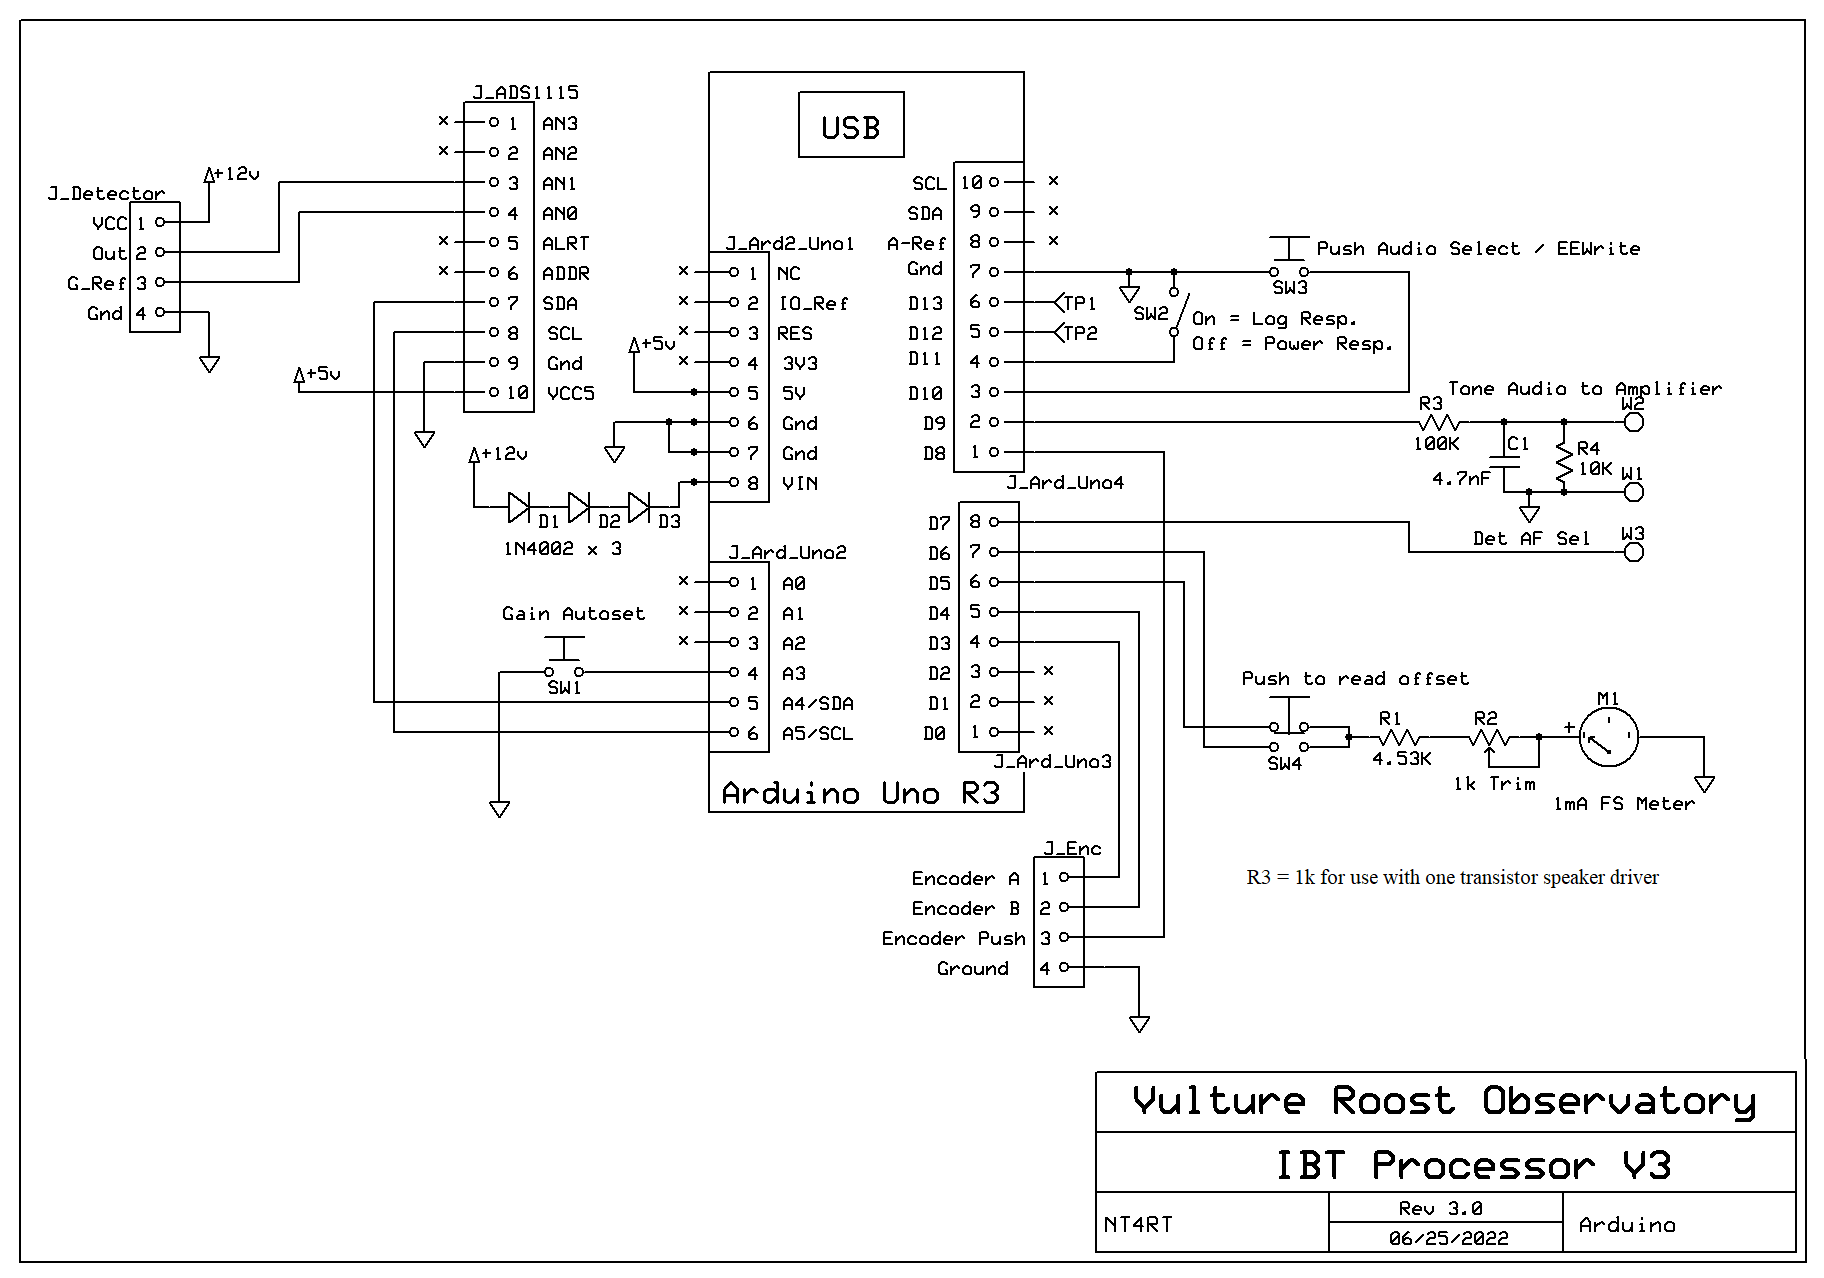 J_ADS1115
1 AN3
2 AN2
3 AN1
4 AN0
5 ALRT
6 ADDR
7 SDA
8 SCL
9 Gnd
10 VCC5
+12v
J_Detector
VCC 1
Out 2
G_Ref 3
Gnd 4
+5v
+12v
D1 D2 D3
1N4002 x 3
USB
J_Ard2_Uno1
1 NC
2 IO_Ref
3 RES
4 3V3
5 5V
6 Gnd
7 Gnd
8 VIN
+5v
J_Ard_Uno2
1 A0
2 A1
3 A2
4 A3
5 A4/SDA
6 A5/SCL
Gain Autoset
SW1
Arduino Uno R3
SCL 10
SDA 9
A-Ref 8
Gnd 7
D13 6
D12 5
D11 4
D10 3
D9 2
D8 1
J_Ard_Uno4
TP1
TP2
Push Audio Select / EEWrite
SW3
SW2
On = Log Resp.
Off = Power Resp.
Tone Audio to Amplifier
R3
100K
W2
C1
4.7nF
R4
10K
W1
Det AF Sel
W3
D7 8
D6 7
D5 6
D4 5
D3 4
D2 3
D1 2
D0 1
J_Ard_Uno3
Push to read offset
SW4
R1
4.53K
R2
1k Trim
M1
+
1mA FS Meter
J_Enc
Encoder A 1
Encoder B 2
Encoder Push 3
Ground 4
R3 = 1k for use with one transistor speaker driver
Vulture Roost Observatory
IBT Processor V3
NT4RT
Rev 3.0
06/25/2022
Arduino